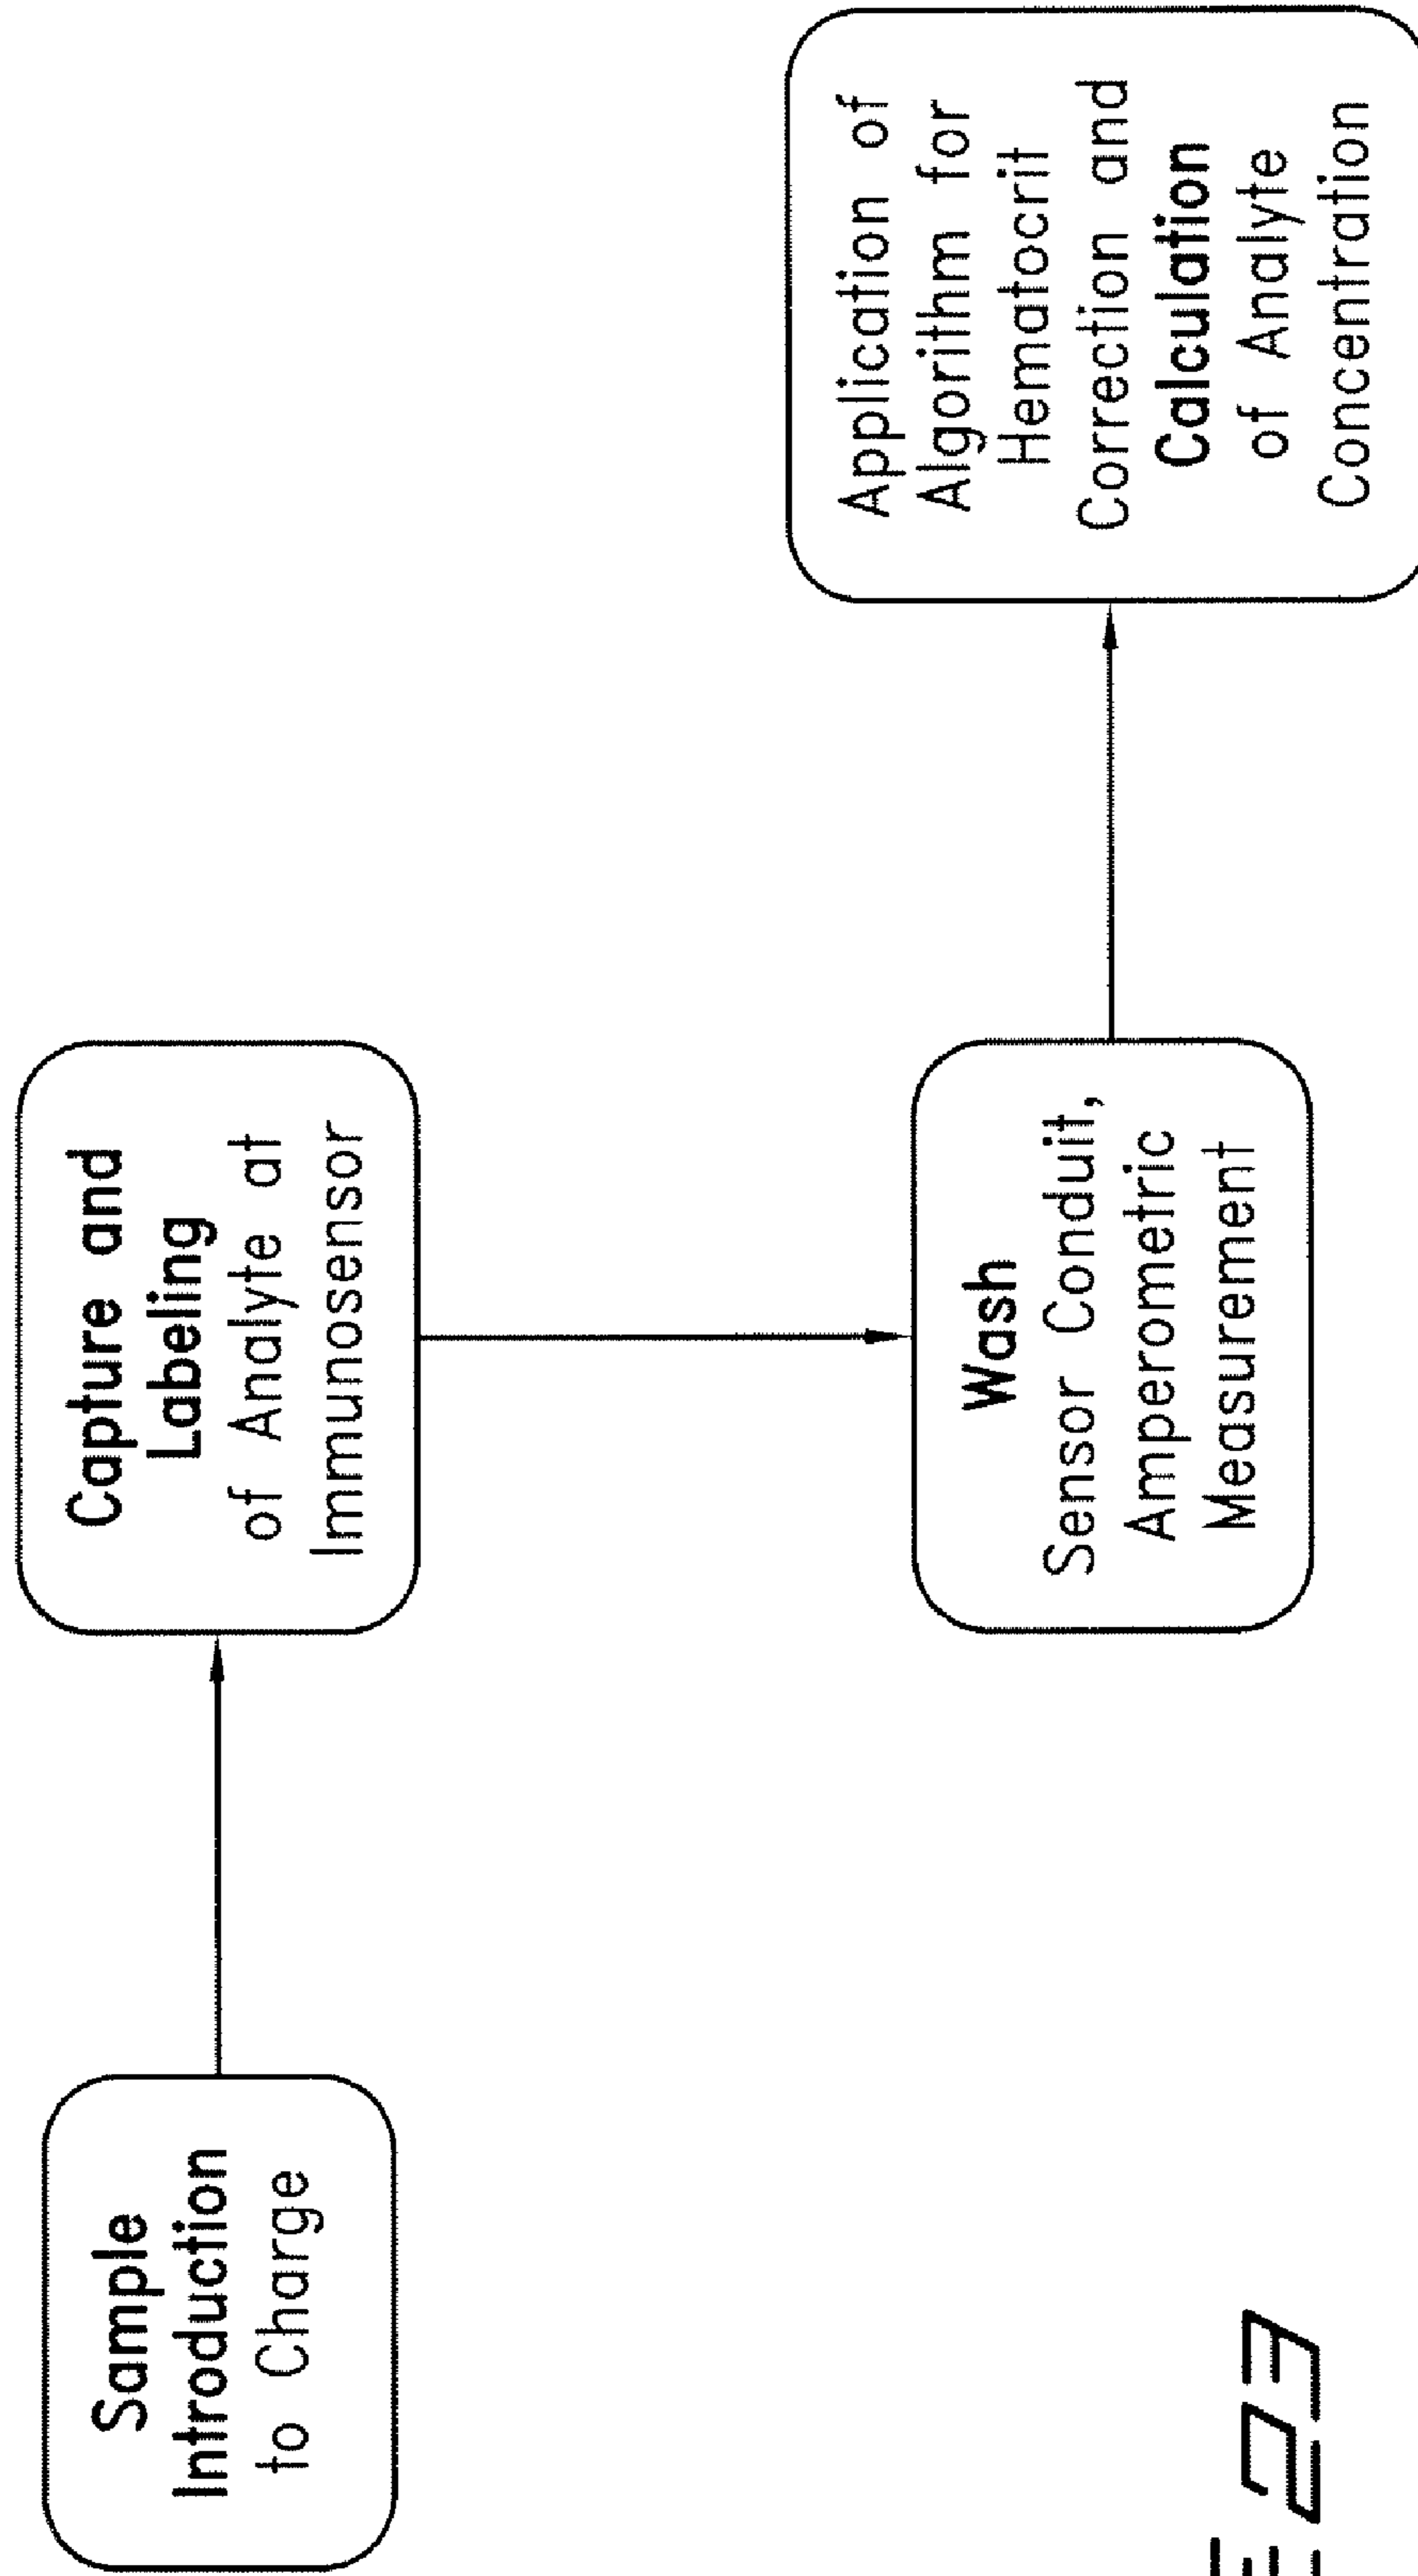 Sample
Introduction
to Charge
Capture and
Labeling
of Analyte at
Immunosensor
Wash
Sensor Conduit,
Amperometric
Measurement
Application of
Algorithm for
Hematocrit
Correction and
Calculation
of Analyte
Concentration
E 23